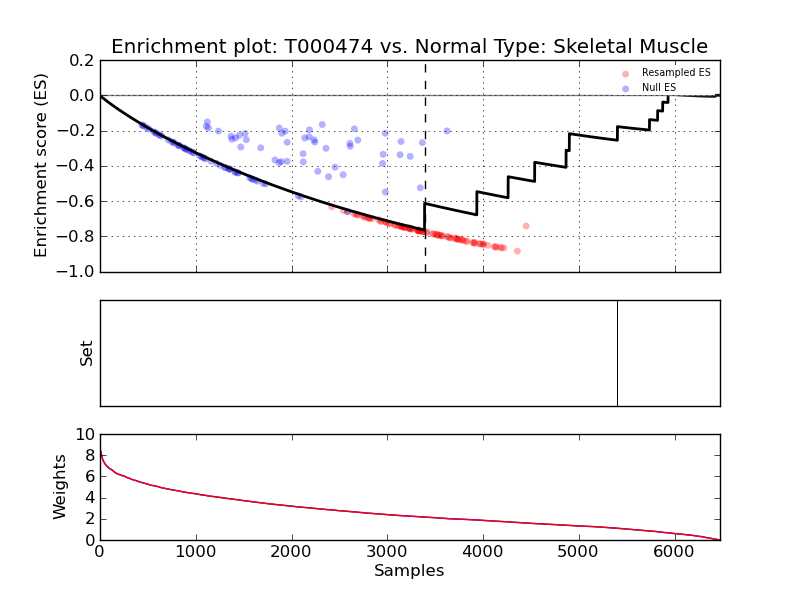 Enrichment plot: T000474 vs. Normal Type: Skeletal Muscle
0.2
0.0
−0.2
−0.4
−0.6
−0.8
−1.0
Enrichment score (ES)
Resampled ES
Null ES
Set
10
8
6
4
2
0
Weights
0 1000 2000 3000 4000 5000 6000
Samples